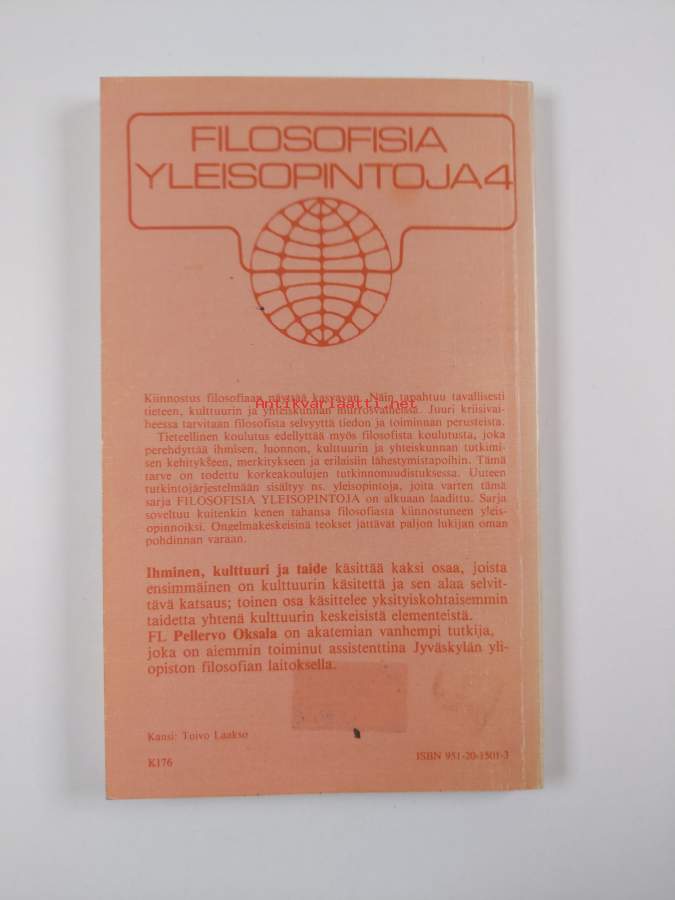 FILOSOFISIA
YLEISOPINTOJA 4
Kiinnostus filosofiaan näyttää kasvavan. Näin tapahtuu tavallisesti
Antikvariaatti.net
tieteen, kulttuurin ja yhteiskunnan murrosvaiheissa. Juuri kriisivai-
heessa tarvitaan filosofista selvyyttä tiedon ja toiminnan perusteista.
Tieteellinen koulutus edellyttää myös filosofista koulutusta, joka
perehdyttää ihmisen, luonnon, kulttuurin ja yhteiskunnan tutkimi-
sen kehitykseen, merkitykseen ja erilaisiin lähestymistapoihin. Tämä
tarve on todettu korkeakoulujen tutkinnonuudistuksessa. Uuteen
tutkintojärjestelmään sisältyy ns. yleisopintoja, joita varten tämä
sarja FILOSOFISIA YLEISOPINTOJA on alkuaan laadittu. Sarja
soveltuu kuitenkin kenen tahansa filosofiasta kiinnostuneen yleis-
opinnoiksi. Ongelmakeskeisinä teokset jättävät paljon lukijan oman
pohdinnan varaan.
Ihminen, kulttuuri ja taide käsittää kaksi osaa, joista
ensimmäinen on kulttuurin käsitettä ja sen alaa selvit-
tävä katsaus; toinen osa käsittelee yksityiskohtaisemmin
taidetta yhtenä kulttuurin keskeisistä elementeistä.
FL Pellervo Oksala on akatemian vanhempi tutkija,
joka on aiemmin toiminut assistenttina Jyväskylän yli-
opiston filosofian laitoksella.
Kansi: Toivo Laakso
K176
ISBN 951-20-1501-3